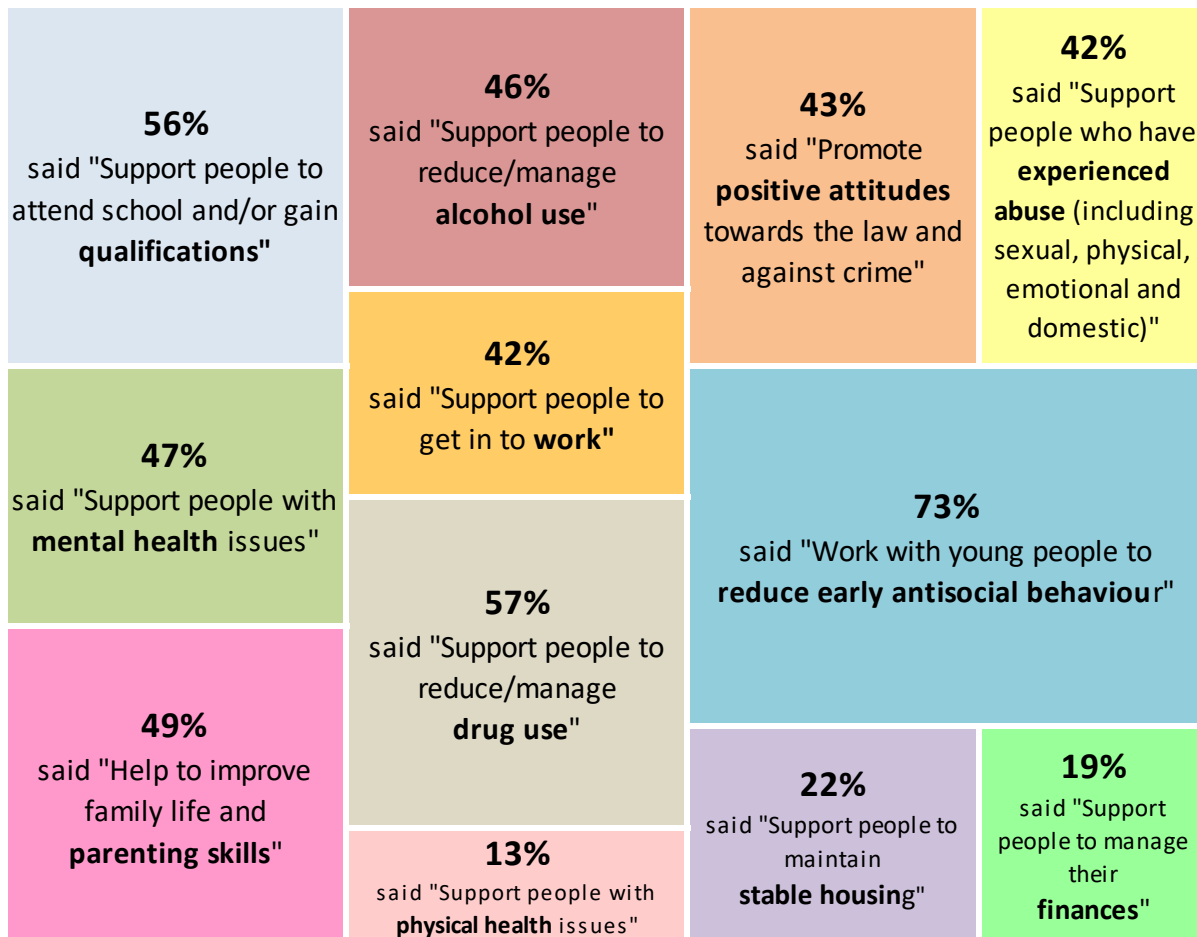 56%
said "Support people to
attend school and/or gain
qualifications"
46%
said "Support people to
reduce/manage
alcohol use"
43%
said "Promote
positive attitudes
towards the law and
against crime"
42%
said "Support
people who have
experienced
abuse (including
sexual, physical,
emotional and
domestic)"
42%
said "Support people to
get in to work"
47%
said "Support people with
mental health issues"
73%
said "Work with young people to
reduce early antisocial behaviour"
57%
said "Support people to
reduce/manage
drug use"
49%
said "Help to improve
family life and
parenting skills"
22%
said "Support people to
maintain
stable housing"
19%
said "Support
people to manage
their
finances"
13%
said "Support people with
physical health issues"